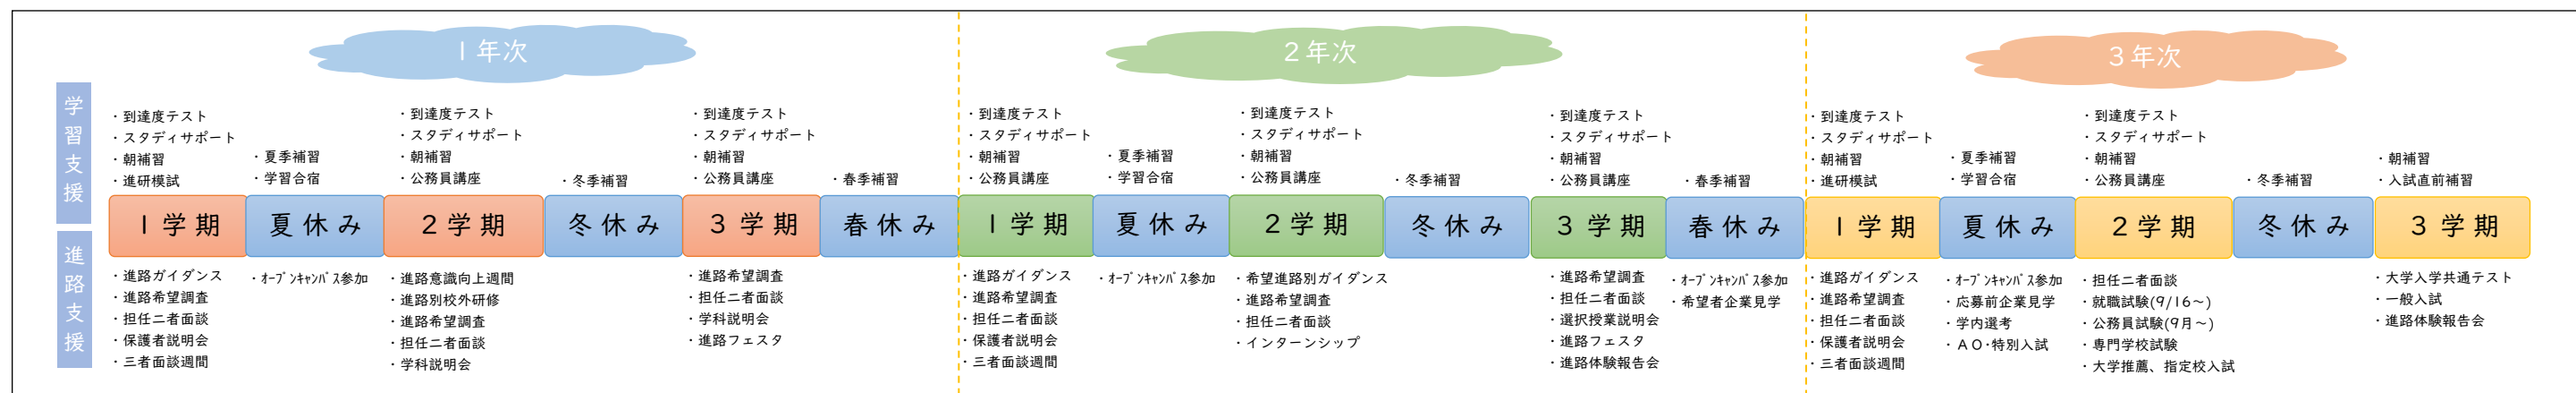 １年次
２年次
３年次
学習支援
・到達度テスト
・スタディサポート
・朝補習
・進研模試
・夏季補習
・学習合宿
・到達度テスト
・スタディサポート
・朝補習
・公務員講座
・冬季補習
・到達度テスト
・スタディサポート
・朝補習
・公務員講座
・春季補習
・到達度テスト
・スタディサポート
・朝補習
・公務員講座
・夏季補習
・学習合宿
・到達度テスト
・スタディサポート
・朝補習
・公務員講座
・冬季補習
・到達度テスト
・スタディサポート
・朝補習
・公務員講座
・春季補習
・到達度テスト
・スタディサポート
・朝補習
・進研模試
・夏季補習
・学習合宿
・到達度テスト
・スタディサポート
・朝補習
・公務員講座
・冬季補習
・朝補習
・入試直前補習
１学期
夏休み
２学期
冬休み
３学期
春休み
１学期
夏休み
２学期
冬休み
３学期
春休み
１学期
夏休み
２学期
冬休み
３学期
進路支援
・進路ガイダンス
・進路希望調査
・担任二者面談
・保護者説明会
・三者面談週間
・ｵｰﾌﾟﾝｷｬﾝﾊﾟｽ参加
・進路意識向上週間
・進路別校外研修
・進路希望調査
・担任二者面談
・学科説明会
・進路希望調査
・担任二者面談
・学科説明会
・進路フェスタ
・進路ガイダンス
・進路希望調査
・担任二者面談
・保護者説明会
・三者面談週間
・ｵｰﾌﾟﾝｷｬﾝﾊﾟｽ参加
・希望進路別ガイダンス
・進路希望調査
・担任二者面談
・インターンシップ
・進路希望調査
・担任二者面談
・選択授業説明会
・進路フェスタ
・進路体験報告会
・ｵｰﾌﾟﾝｷｬﾝﾊﾟｽ参加
・希望者企業見学
・進路ガイダンス
・進路希望調査
・担任二者面談
・保護者説明会
・三者面談週間
・ｵｰﾌﾟﾝｷｬﾝﾊﾟｽ参加
・応募前企業見学
・学内選考
・ＡＯ･特別入試
・担任二者面談
・就職試験(9/16～)
・公務員試験(9月～)
・専門学校試験
・大学推薦、指定校入試
・大学入学共通テスト
・一般入試
・進路体験報告会